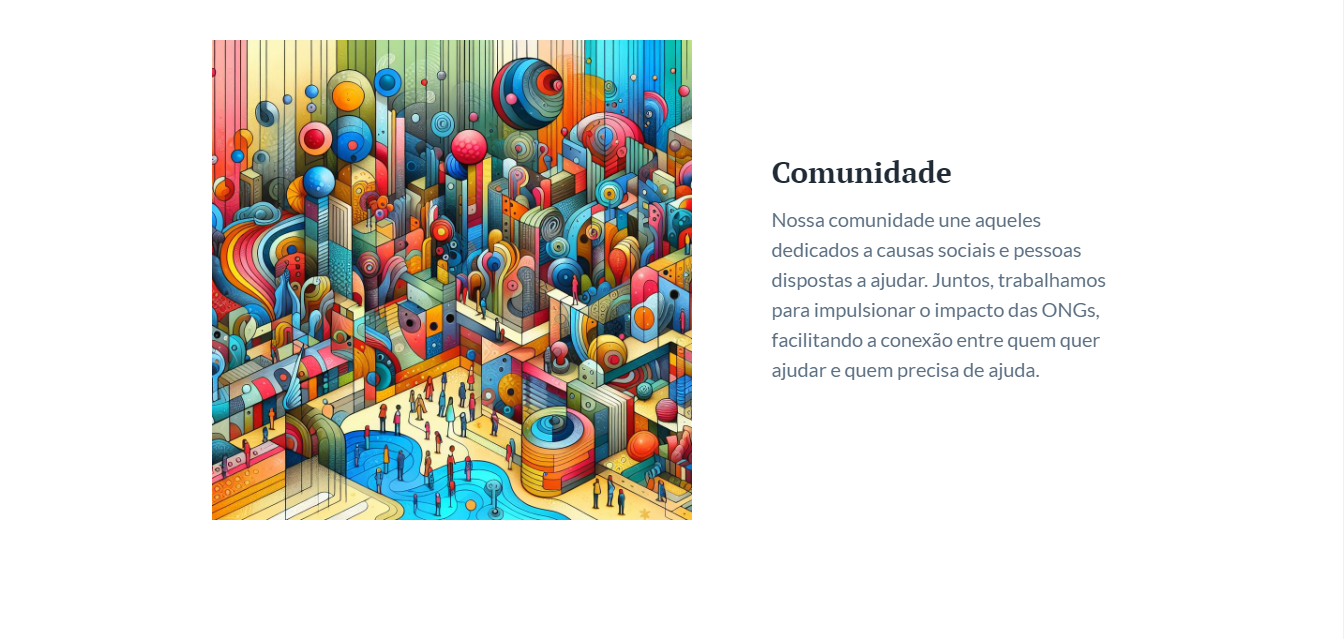 Comunidade
Nossa comunidade une aqueles
dedicados a causas sociais e pessoas
dispostas a ajudar. Juntos, trabalhamos
para impulsionar o impacto das ONGs,
facilitando a conexão entre quem quer
ajudar e quem precisa de ajuda.